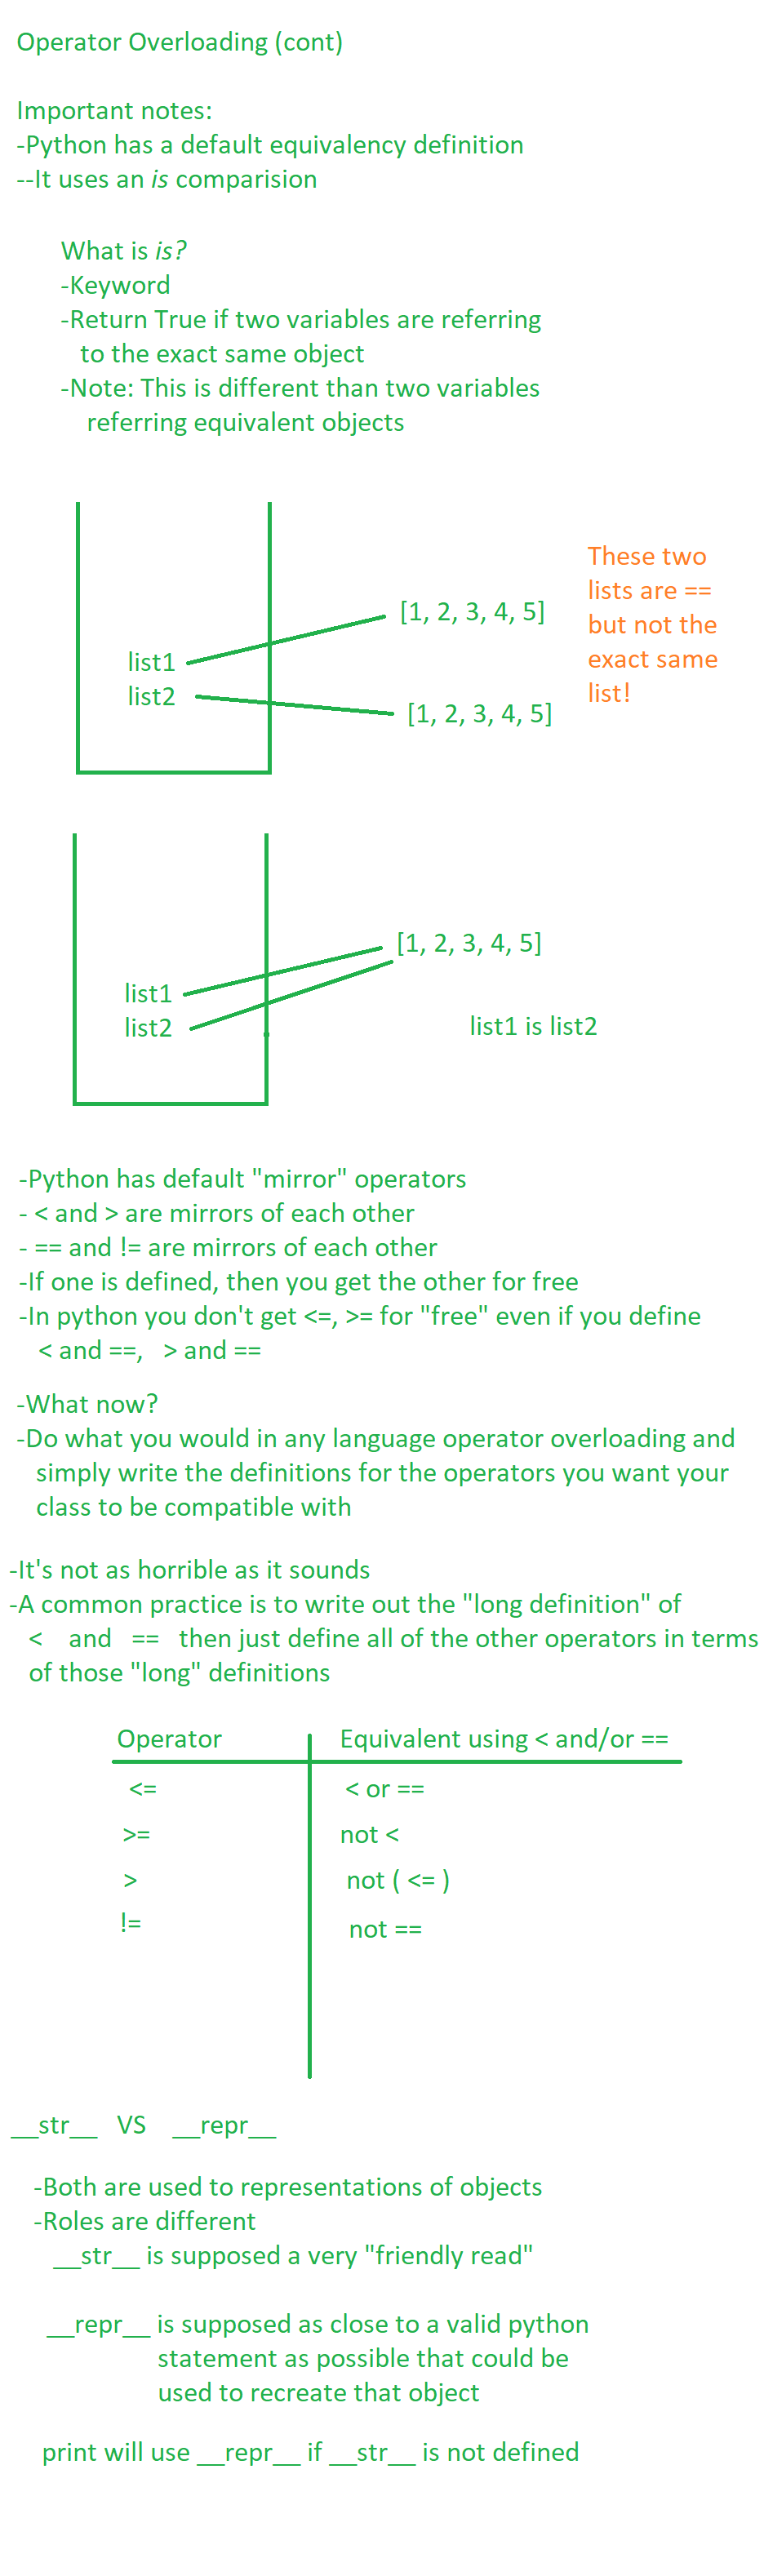 Operator Overloading (cont)
Important notes:
-Python has a default equivalency definition
--It uses an is comparision
What is is?
-Keyword
-Return True if two variables are referring
to the exact same object
-Note: This is different than two variables
referring equivalent objects
These two
lists are ==
but not the
exact same
list!
[1, 2, 3, 4, 5]
list1
list2
[1, 2, 3, 4, 5]
[1, 2, 3, 4, 5]
list1
list2
list1 is list2
-Python has default "mirror" operators
- < and > are mirrors of each other
- == and != are mirrors of each other
-If one is defined, then you get the other for free
-In python you don't get <=, >= for "free" even if you define
< and ==, > and ==
-What now?
-Do what you would in any language operator overloading and
simply write the definitions for the operators you want your
class to be compatible with
-It's not as horrible as it sounds
-A common practice is to write out the "long definition" of
< and == then just define all of the other operators in terms
of those "long" definitions
Operator Equivalent using < and/or ==
<= < or ==
>= not <
> not ( <= )
!= not ==
__str__ VS __repr__
-Both are used to representations of objects
-Roles are different
__str__ is supposed a very "friendly read"
__repr__ is supposed as close to a valid python
statement as possible that could be
used to recreate that object
print will use __repr__ if __str__ is not defined